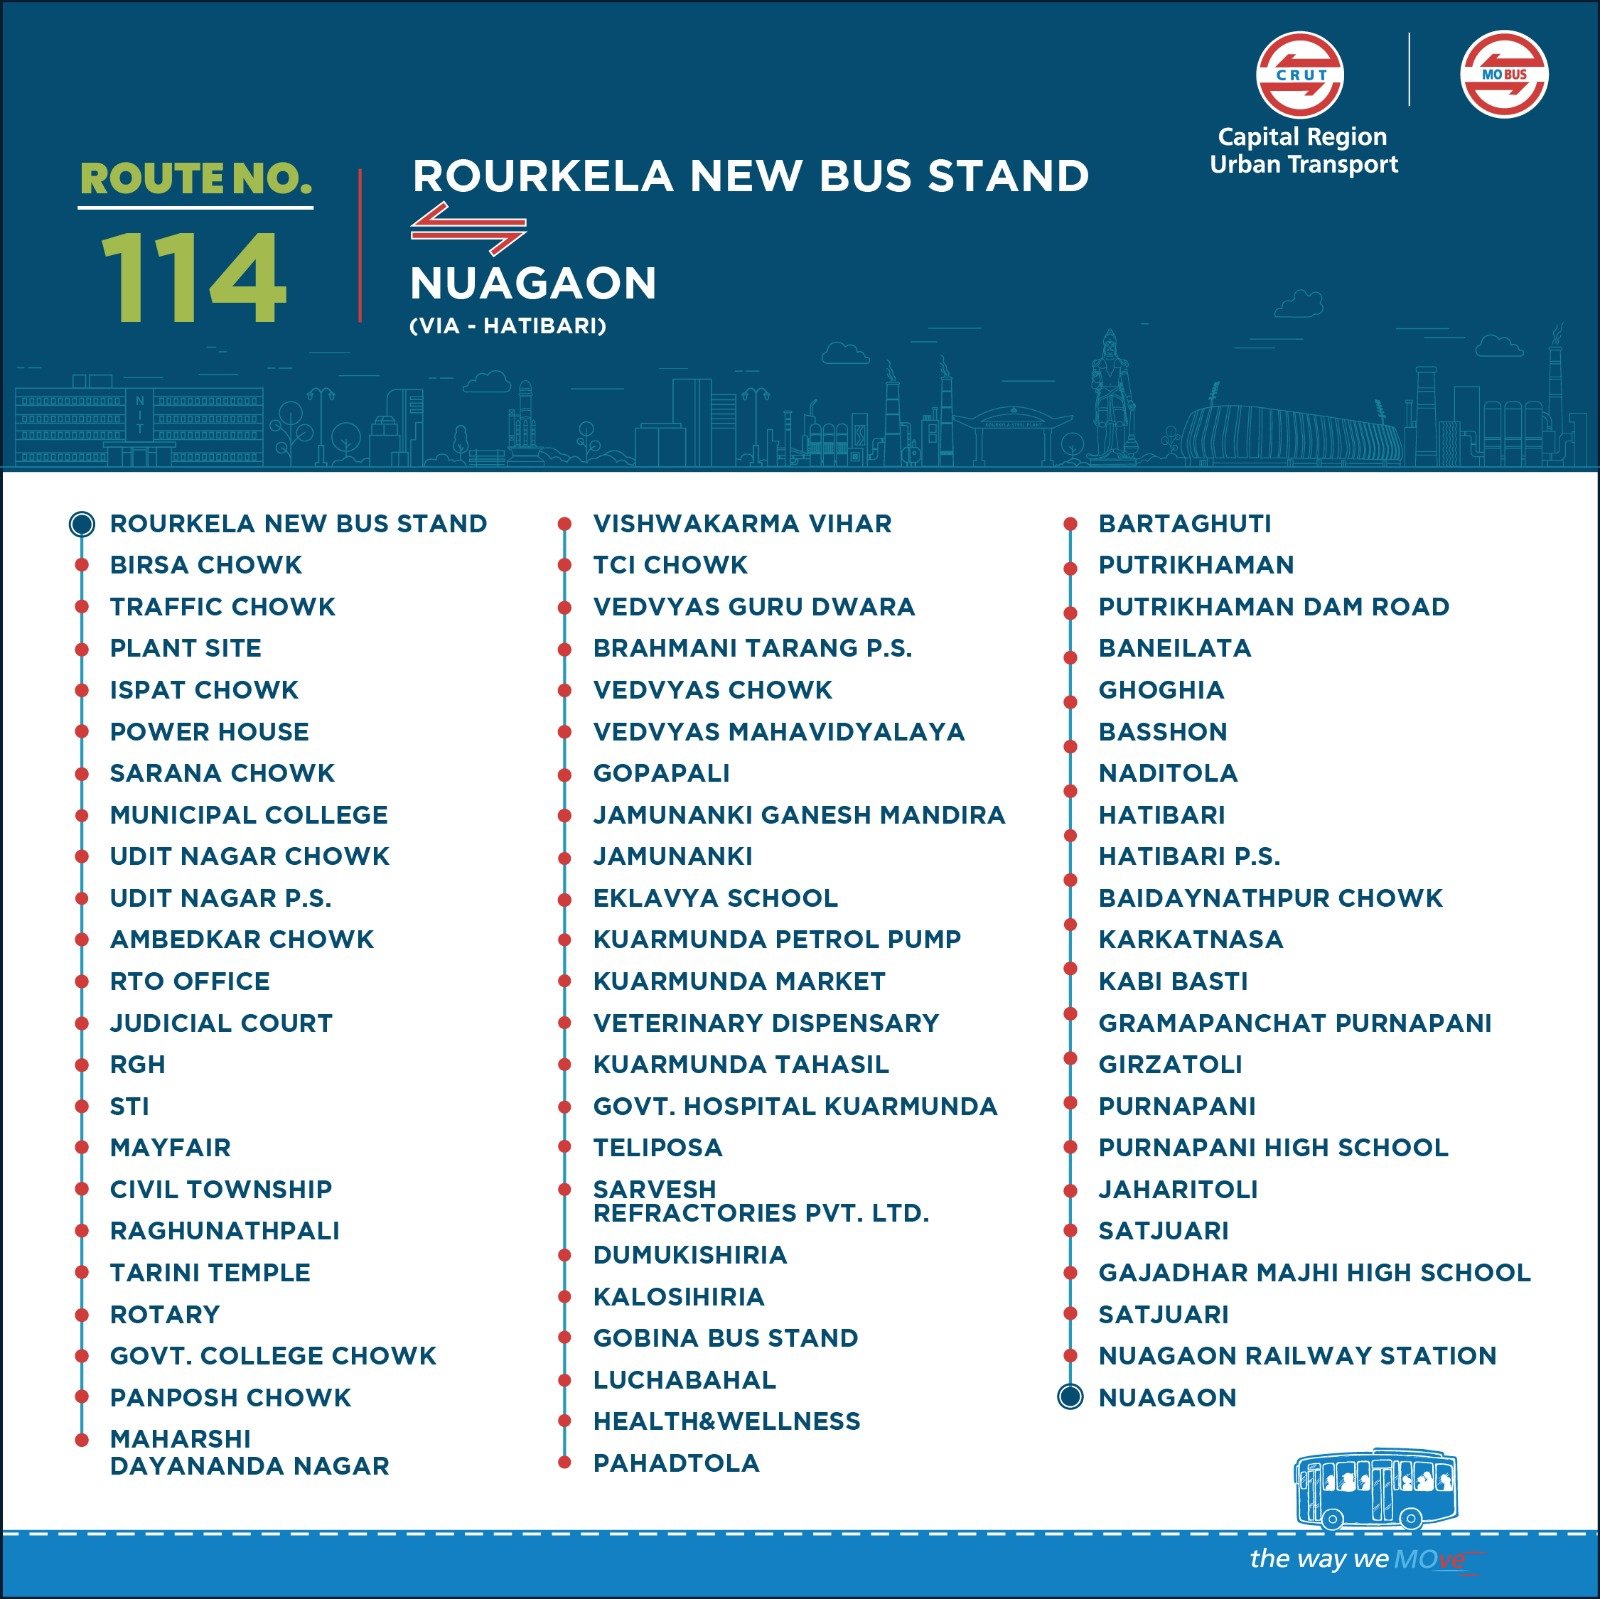 CRUT
MO BUS
Capital Region
Urban Transport
ROUTE NO.
114
ROURKELA NEW BUS STAND
NUAGAON
(VIA - HATIBARI)
NIT
ROURKELA STEEL PLANT
ROURKELA NEW BUS STAND
BIRSA CHOWK
TRAFFIC CHOWK
PLANT SITE
ISPAT CHOWK
POWER HOUSE
SARANA CHOWK
MUNICIPAL COLLEGE
UDIT NAGAR CHOWK
UDIT NAGAR P.S.
AMBEDKAR CHOWK
RTO OFFICE
JUDICIAL COURT
RGH
STI
MAYFAIR
CIVIL TOWNSHIP
RAGHUNATHPALI
TARINI TEMPLE
ROTARY
GOVT. COLLEGE CHOWK
PANPOSH CHOWK
MAHARSHI
DAYANANDA NAGAR
VISHWAKARMA VIHAR
TCI CHOWK
VEDVYAS GURU DWARA
BRAHMANI TARANG P.S.
VEDVYAS CHOWK
VEDVYAS MAHAVIDYALAYA
GOPAPALI
JAMUNANKI GANESH MANDIRA
JAMUNANKI
EKLAVYA SCHOOL
KUARMUNDA PETROL PUMP
KUARMUNDA MARKET
VETERINARY DISPENSARY
KUARMUNDA TAHASIL
GOVT. HOSPITAL KUARMUNDA
TELIPOSA
SARVESH
REFRACTORIES PVT. LTD.
DUMUKISHIRIA
KALOSIHIRIA
GOBINA BUS STAND
LUCHABAHAL
HEALTH&WELLNESS
PAHADTOLA
BARTAGHUTI
PUTRIKHAMAN
PUTRIKHAMAN DAM ROAD
BANEILATA
GHOGHIA
BASSHON
NADITOLA
HATIBARI
HATIBARI P.S.
BAIDAYNATHPUR CHOWK
KARKATNASA
KABI BASTI
GRAMAPANCHAT PURNAPANI
GIRZATOLI
PURNAPANI
PURNAPANI HIGH SCHOOL
JAHARITOLI
SATJUARI
GAJADHAR MAJHI HIGH SCHOOL
SATJUARI
NUAGAON RAILWAY STATION
NUAGAON
the way we MOve